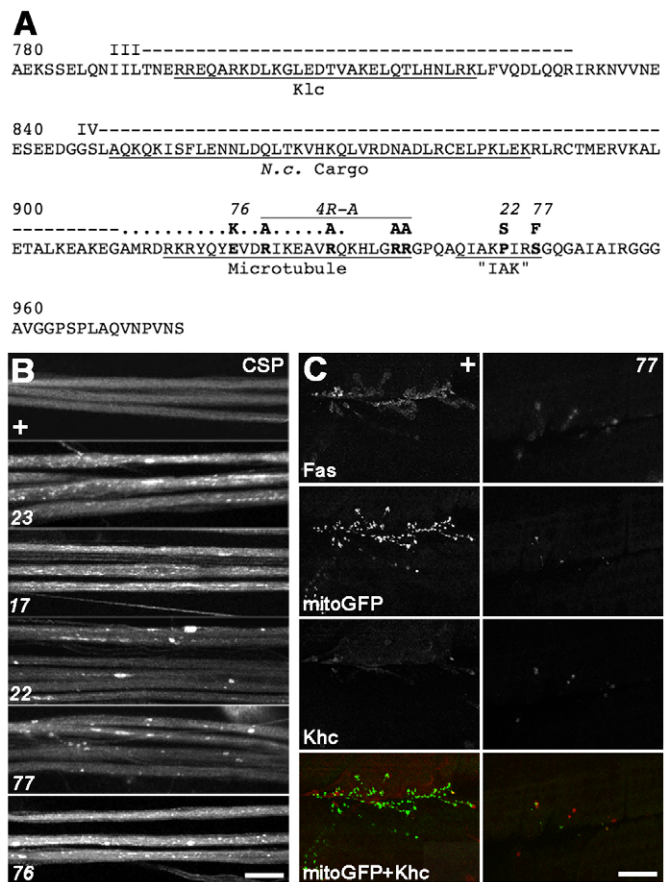 A
780 III--------------------------------------------
AEKSSELQNIILTNERREQARKDLKGLEDTVAKELQTLHNLRKLFVQDLQQRIRKNVVNE
Klc
840 IV-----------------------------------------------------
ESEEDGGSLAQKQKISFLENNLDQLTKVHKQLVRDNADLRCELPKLEKRLRCTMERVKAL
N.c. Cargo
76 4R-A 22 77
900 ----------..........K..A.....A.....AA S F
ETALKEAKEGAMRDRKRYQYEVDRIKEAVRQKHLGRRGPQAQIAKPIRSGQGAIAIRGGG
Microtubule "IAK"
960
AVGGPSPLAQVNPVNS
B CSP
+
23
17
22
77
76
C + 77
Fas
mitoGFP
Khc
mitoGFP+Khc